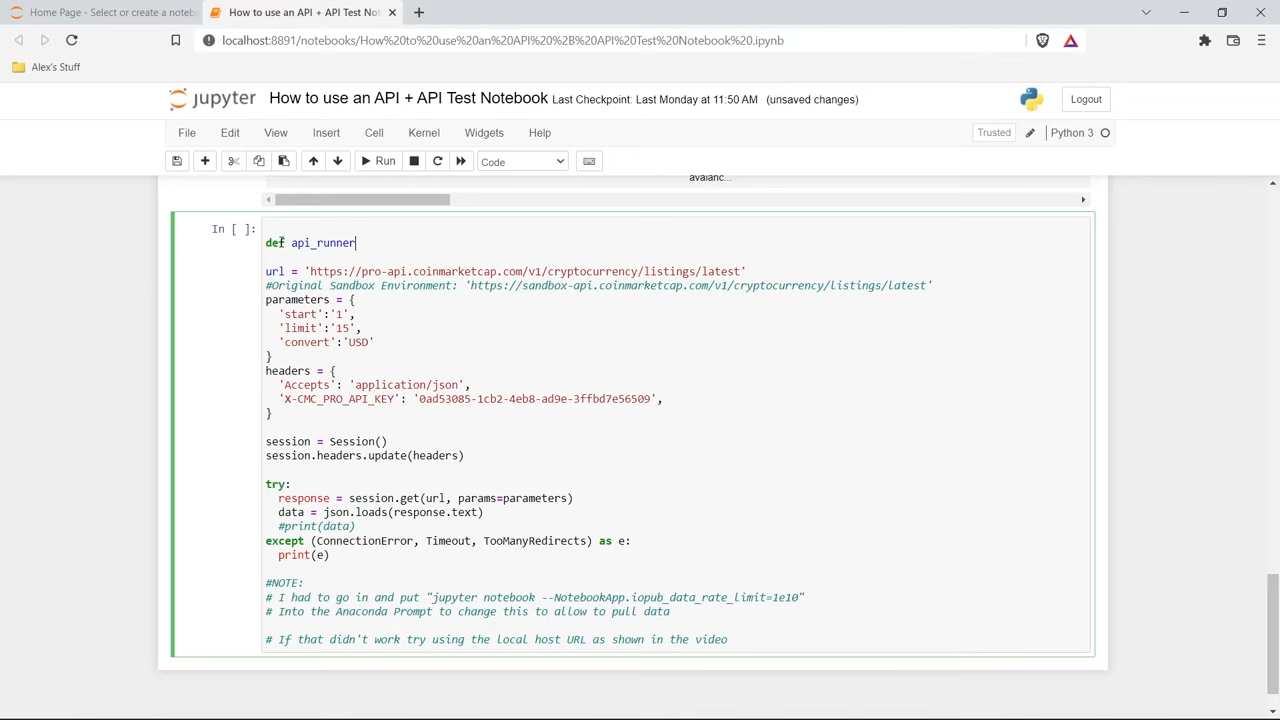 Home Page - Select or create a noteb
How to use an API + API Test Not
localhost:8891/notebooks/How%20to%20use%20an%20API%20%2B%20API%20Test%20Notebook%20.ipynb
Alex's Stuff
jupyter How to use an API + API Test Notebook Last Checkpoint: Last Monday at 11:50 AM (unsaved changes)
Logout
File Edit View Insert Cell Kernel Widgets Help
Trusted Python 3
Run Code
avalanc...
In [ ]:
def api_runner
url = 'https://pro-api.coinmarketcap.com/v1/cryptocurrency/listings/latest'
#Original Sandbox Environment: 'https://sandbox-api.coinmarketcap.com/v1/cryptocurrency/listings/latest'
parameters = {
'start':'1',
'limit':'15',
'convert':'USD'
}
headers = {
'Accepts': 'application/json',
'X-CMC_PRO_API_KEY': '0ad53085-1cb2-4eb8-ad9e-3ffbd7e56509',
}
session = Session()
session.headers.update(headers)
try:
response = session.get(url, params=parameters)
data = json.loads(response.text)
#print(data)
except (ConnectionError, Timeout, TooManyRedirects) as e:
print(e)
#NOTE:
# I had to go in and put "jupyter notebook --NotebookApp.iopub_data_rate_limit=1e10"
# Into the Anaconda Prompt to change this to allow to pull data
# If that didn't work try using the local host URL as shown in the video